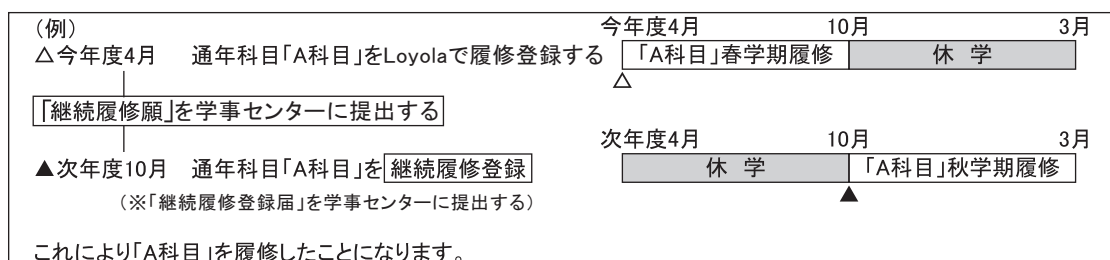 (例)
△今年度4月 通年科目「A科目」をLoyolaで履修登録する
「継続履修願」を学事センターに提出する
▲次年度10月 通年科目「A科目」を継続履修登録
(※「継続履修登録届」を学事センターに提出する)
今年度4月 10月 3月
「A科目」春学期履修 休 学
△
次年度4月 10月 3月
休 学 「A科目」秋学期履修
▲
これにより「A科目」を履修したことになります。